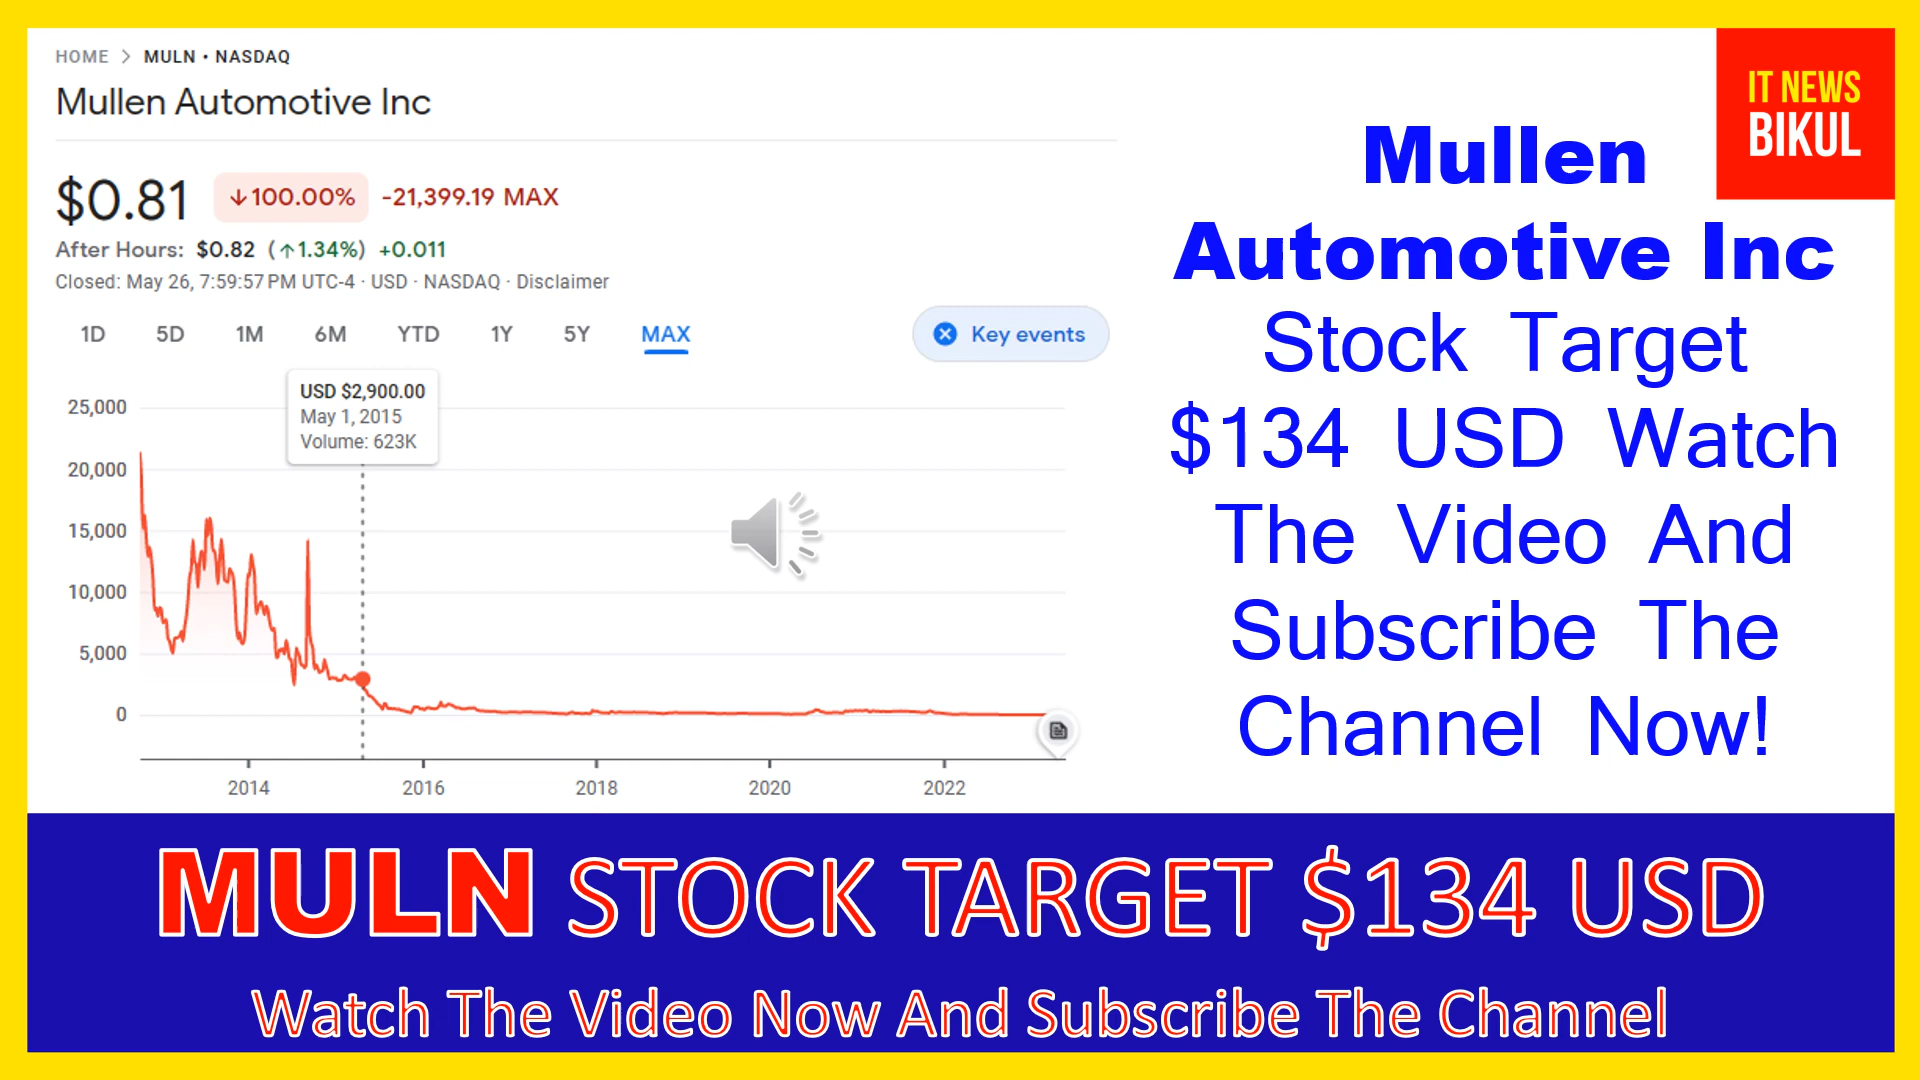 HOME > MULN • NASDAQ
Mullen Automotive Inc
$0.81 ↓100.00% -21,399.19 MAX
After Hours: $0.82 (↑1.34%) +0.011
Closed: May 26, 7:59:57 PM UTC-4 · USD · NASDAQ · Disclaimer
1D 5D 1M 6M YTD 1Y 5Y MAX Key events
USD $2,900.00
May 1, 2015
Volume: 623K
25,000
20,000
15,000
10,000
5,000
0
2014 2016 2018 2020 2022
IT NEWS
BIKUL
Mullen
Automotive Inc
Stock Target
$134 USD Watch
The Video And
Subscribe The
Channel Now!
MULN STOCK TARGET $134 USD
Watch The Video Now And Subscribe The Channel